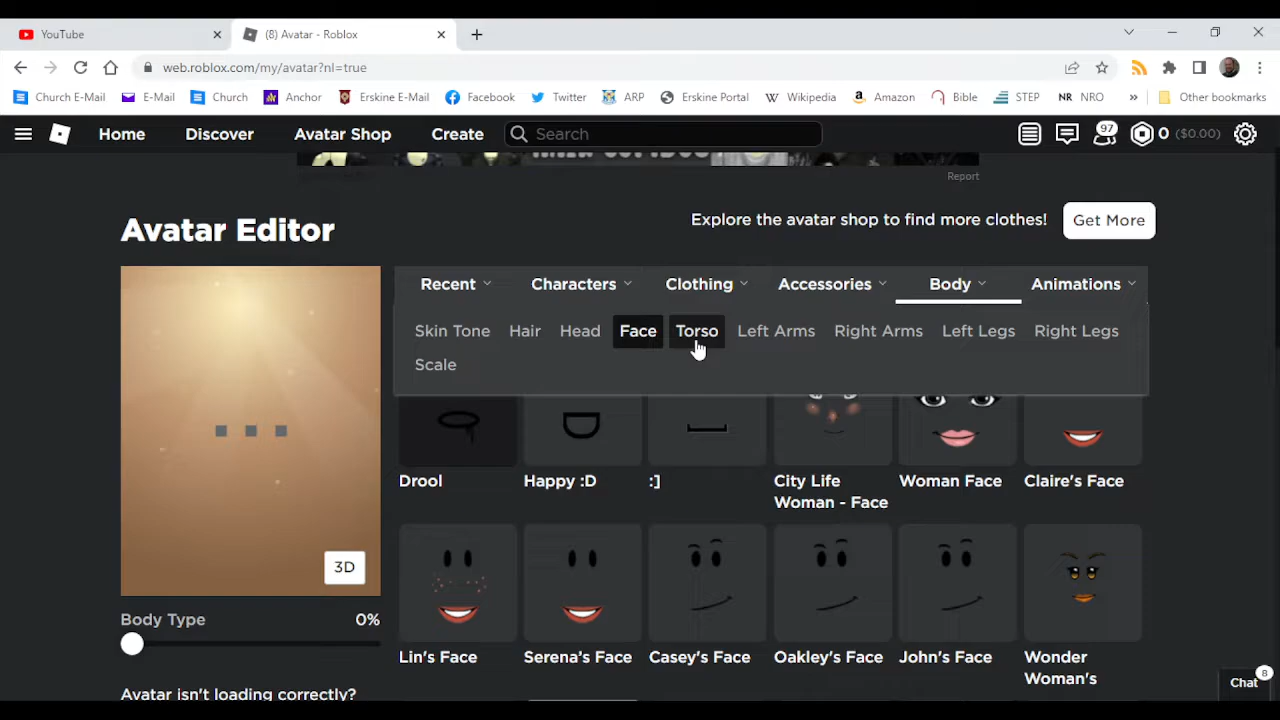 YouTube
(8) Avatar - Roblox
web.roblox.com/my/avatar?nl=true
Church E-Mail E-Mail Church Anchor Erskine E-Mail Facebook Twitter ARP Erskine Portal Wikipedia Amazon Bible STEP NRO » Other bookmarks
Home Discover Avatar Shop Create Search 97 0 ($0.00)
Report
Avatar Editor
Explore the avatar shop to find more clothes! Get More
Recent Characters Clothing Accessories Body Animations
Skin Tone Hair Head Face Torso Left Arms Right Arms Left Legs Right Legs
Scale
Drool Happy :D :] City Life Woman Face Claire's Face
Woman - Face
3D
Body Type 0%
Lin's Face Serena's Face Casey's Face Oakley's Face John's Face Wonder
Woman's
Avatar isn't loading correctly?
Chat 8